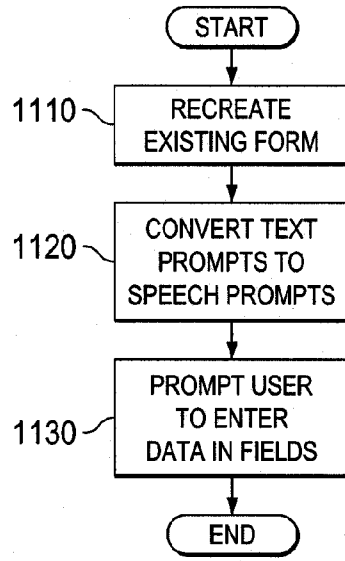 START
1110
RECREATE
EXISTING FORM
1120
CONVERT TEXT
PROMPTS TO
SPEECH PROMPTS
1130
PROMPT USER
TO ENTER
DATA IN FIELDS
END